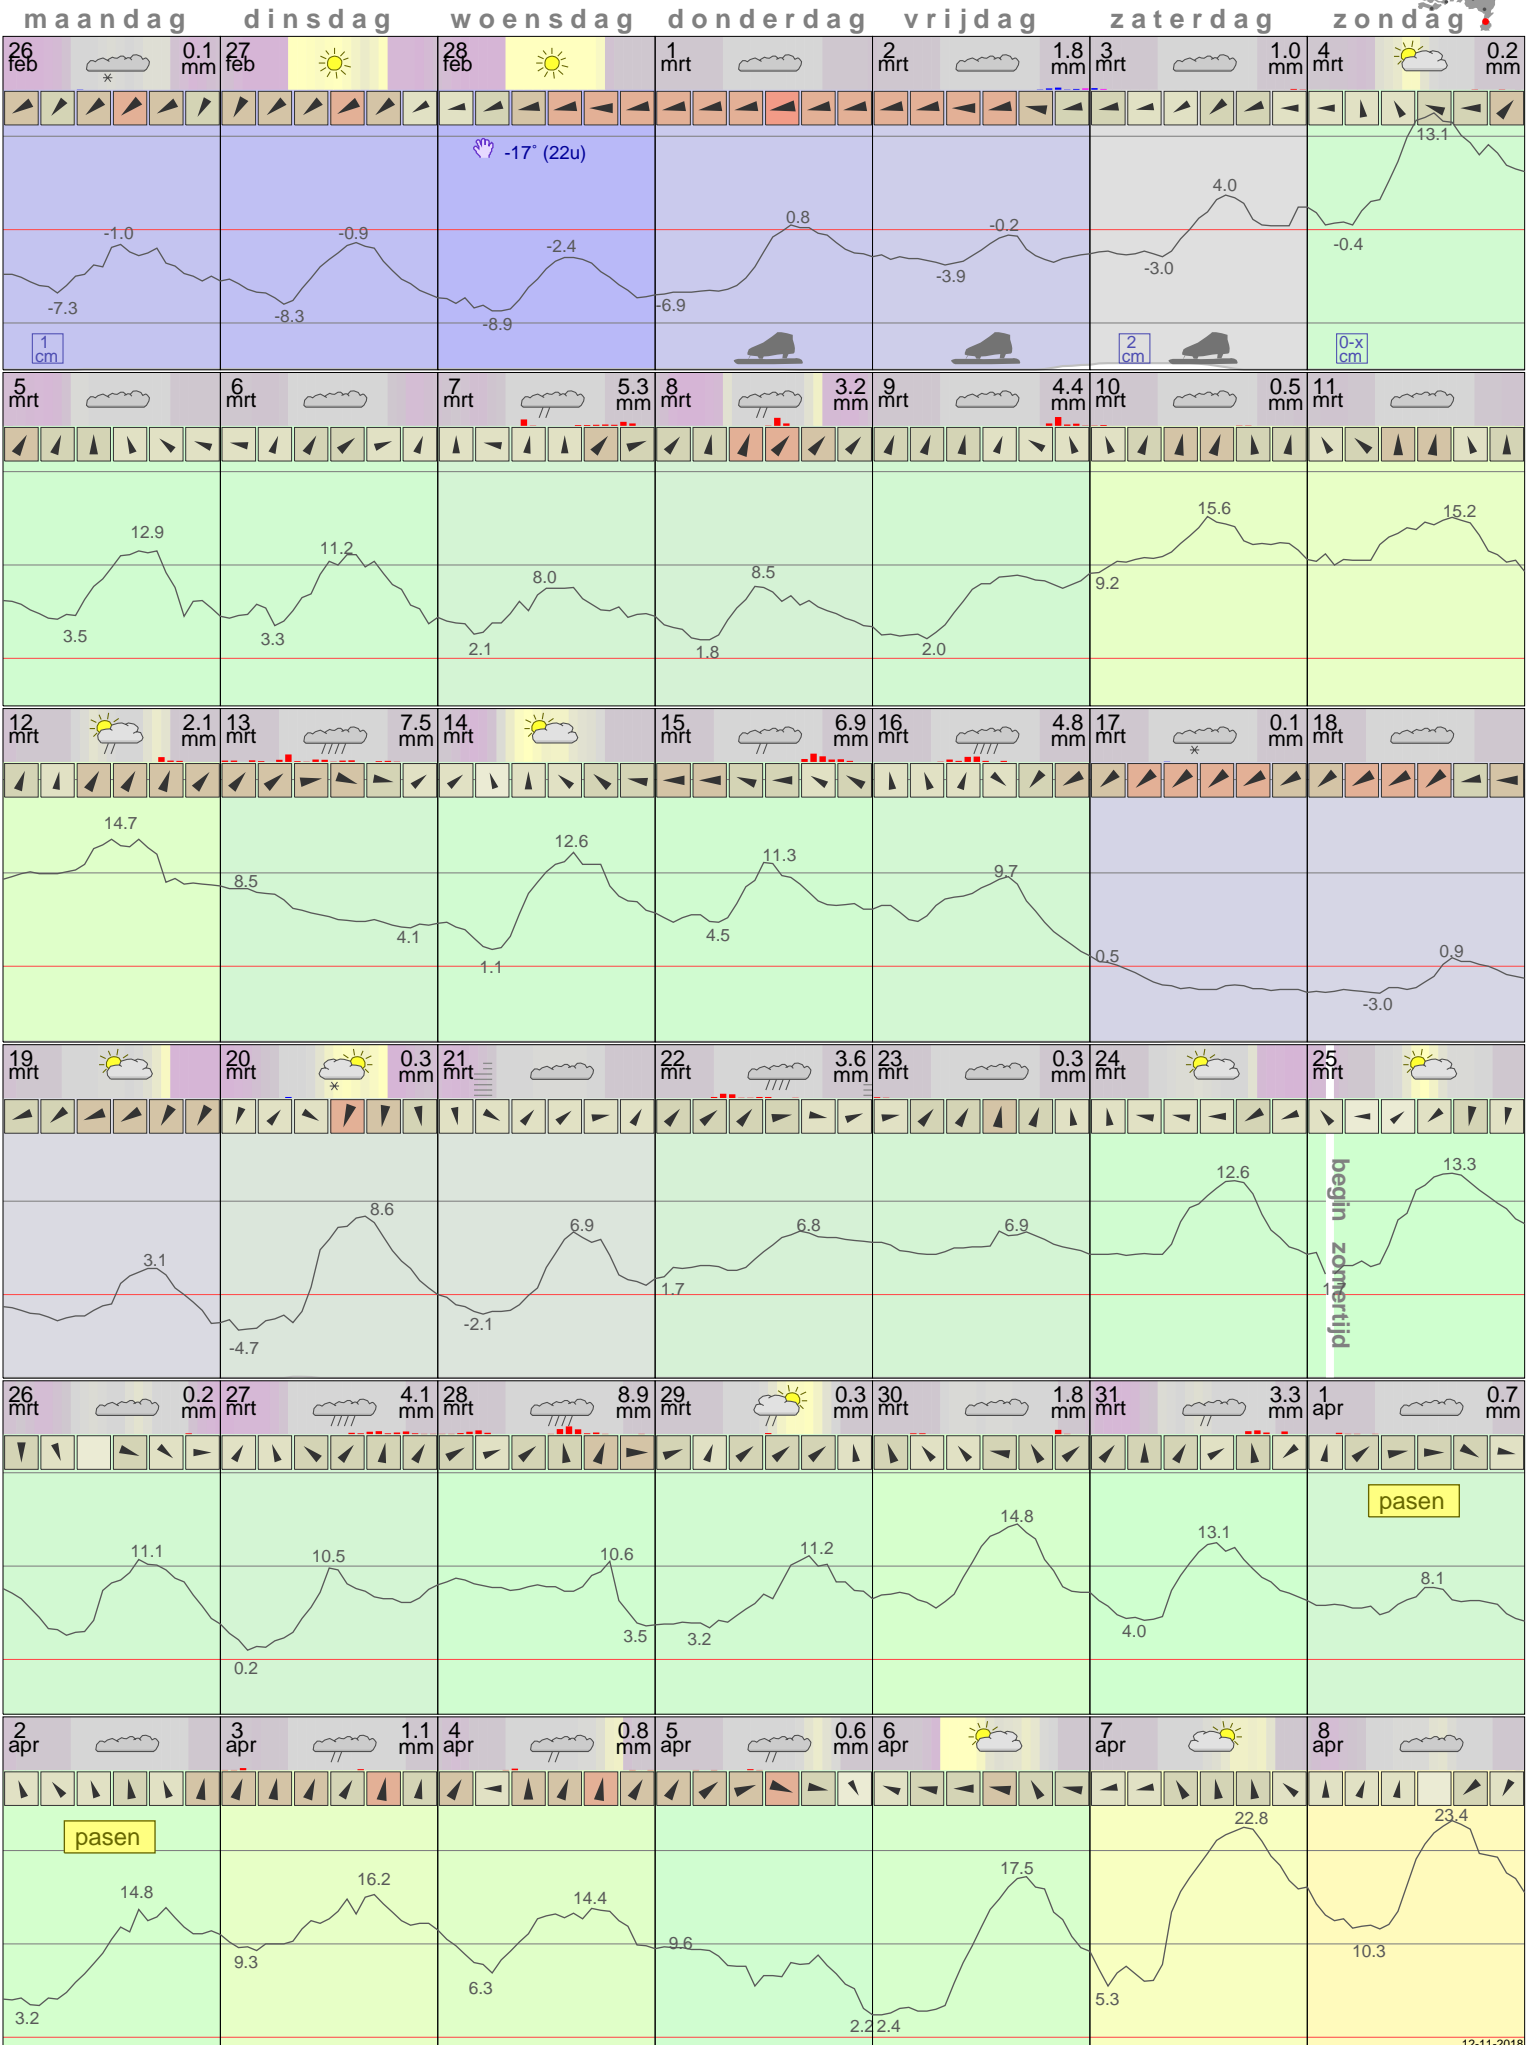 maandag dinsdag woensdag donderdag vrijdag zaterdag zondag
26 feb 0.1 mm 27 feb 28 feb 1 mrt 2 mrt 1.8 mm 3 mrt 1.0 mm 4 mrt 0.2 mm
-17° (22u)
13.1
-1.0 -0.9 -2.4 0.8 -0.2 4.0
-7.3 -8.3 -8.9 -6.9 -3.9 -3.0 -0.4
1 cm 2 cm 0-x cm
5 mrt 6 mrt 7 mrt 5.3 mm 8 mrt 3.2 mm 9 mrt 4.4 mm 10 mrt 0.5 mm 11 mrt
12.9 11.2 8.0 8.5 15.6 15.2
3.5 3.3 2.1 1.8 2.0 9.2
12 mrt 2.1 mm 13 mrt 7.5 mm 14 mrt 15 mrt 6.9 mm 16 mrt 4.8 mm 17 mrt 0.1 mm 18 mrt
14.7 8.5 12.6 11.3 9.7 0.5 0.9
4.1 1.1 4.5 -3.0
19 mrt 20 mrt 0.3 mm 21 mrt 22 mrt 3.6 mm 23 mrt 0.3 mm 24 mrt 25 mrt
3.1 8.6 6.9 6.8 6.9 12.6 13.3
-4.7 -2.1 1.7
begin zomertijd
26 mrt 0.2 mm 27 mrt 4.1 mm 28 mrt 8.9 mm 29 mrt 0.3 mm 30 mrt 1.8 mm 31 mrt 3.3 mm 1 apr 0.7 mm
pasen
11.1 10.5 10.6 11.2 14.8 13.1 8.1
0.2 3.5 3.2 4.0
2 apr 3 apr 1.1 mm 4 apr 0.8 mm 5 apr 0.6 mm 6 apr 7 apr 8 apr
pasen
14.8 16.2 14.4 9.6 17.5 22.8 23.4
3.2 9.3 6.3 2.2 2.4 5.3 10.3
12-11-2018